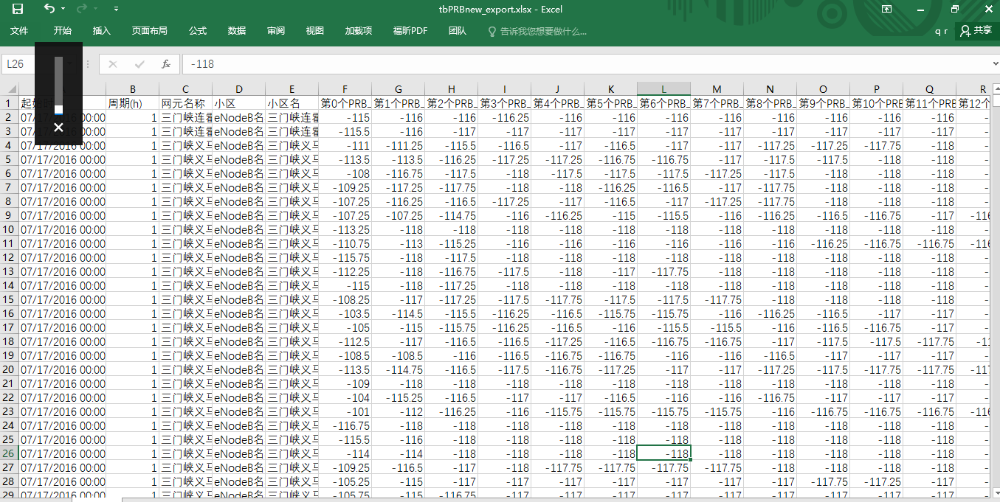 tbPRBnew_export.xlsx - Excel
文件 开始 插入 页面布局 公式 数据 审阅 视图 加载项 福昕PDF 团队 告诉我您想要做什么... q r 共享
L26 fx -118
A B C D E F G H I J K L M N O P Q R
1 起始时 周期(h) 网元名称 小区 小区名 第0个PRB 第1个PRB 第2个PRB 第3个PRB 第4个PRB 第5个PRB 第6个PRB 第7个PRB 第8个PRB 第9个PRB 第10个PRB 第11个PRB 第12个
2 07/17/2016 00:00 1 三门峡连霍 eNodeB名 三门峡连霍 -115 -116 -116 -116.25 -116 -116 -116 -116 -116 -116 -116 -116 -
3 07/17/2016 00:00 1 三门峡连霍 eNodeB名 三门峡连霍 -115.5 -116 -117 -117 -117 -117 -117 -117 -117 -117 -117 -117 -
4 07/17/2016 00:00 1 三门峡义马 eNodeB名 三门峡义马 -111 -111.25 -115.5 -116.5 -117 -116.5 -117 -117 -117.25 -117.25 -117.75 -118 -
5 07/17/2016 00:00 1 三门峡义马 eNodeB名 三门峡义马 -113.5 -113.5 -116.25 -117.25 -117.25 -116.75 -116.75 -117 -117.5 -117.5 -118 -118 -
6 07/17/2016 00:00 1 三门峡义马 eNodeB名 三门峡义马 -108 -116.75 -117.5 -118 -117.5 -117.5 -117.5 -117.25 -117.5 -118 -118 -118 -
7 07/17/2016 00:00 1 三门峡义马 eNodeB名 三门峡义马 -109.25 -117.25 -117.75 -118 -118 -116.25 -116.5 -117 -117.75 -118 -118 -118 -
8 07/17/2016 00:00 1 三门峡义马 eNodeB名 三门峡义马 -107.25 -116.25 -116.5 -117.25 -117 -116.5 -117 -117.25 -117.75 -118 -118 -118 -
9 07/17/2016 00:00 1 三门峡义马 eNodeB名 三门峡义马 -107.25 -107.25 -114.75 -116 -116.25 -115 -115.5 -116 -116.25 -116.5 -116.75 -117 -116
10 07/17/2016 00:00 1 三门峡义马 eNodeB名 三门峡义马 -113.25 -118 -118 -118 -118 -118 -118 -118 -118 -118 -118 -118 -
11 07/17/2016 00:00 1 三门峡义马 eNodeB名 三门峡义马 -110.75 -113 -115.25 -116 -116 -116 -116 -116 -116 -116.25 -116.75 -116.75 -116
12 07/17/2016 00:00 1 三门峡义马 eNodeB名 三门峡义马 -115.75 -118 -117.5 -118 -118 -118 -118 -118 -118 -118 -118 -118 -
13 07/17/2016 00:00 1 三门峡义马 eNodeB名 三门峡义马 -112.25 -118 -116.75 -117.5 -118 -117 -117.75 -118 -118 -118 -118 -118 -
14 07/17/2016 00:00 1 三门峡义马 eNodeB名 三门峡义马 -115 -118 -117.25 -118 -118 -118 -118 -118 -118 -118 -118 -118 -
15 07/17/2016 00:00 1 三门峡义马 eNodeB名 三门峡义马 -108.25 -117 -117.25 -117.5 -117.75 -117.5 -117.5 -117.75 -118 -118 -118 -118 -
16 07/17/2016 00:00 1 三门峡义马 eNodeB名 三门峡义马 -103.5 -114.5 -115.5 -116.25 -116.5 -115.75 -115.75 -116 -116.25 -116.5 -117 -117 -
17 07/17/2016 00:00 1 三门峡义马 eNodeB名 三门峡义马 -105 -115 -115.75 -116.25 -116.5 -116 -115.5 -115.5 -116 -116.5 -116.75 -117 -
18 07/17/2016 00:00 1 三门峡义马 eNodeB名 三门峡义马 -112.5 -117 -116.5 -116.5 -117.25 -116.5 -116.75 -116.75 -117 -117.5 -117.5 -117.75 -11
19 07/17/2016 00:00 1 三门峡义马 eNodeB名 三门峡义马 -108.5 -108.5 -116 -116.5 -116.75 -116.75 -116 -116 -116.5 -117 -117 -117 -
20 07/17/2016 00:00 1 三门峡义马 eNodeB名 三门峡义马 -113.5 -114.75 -116.5 -117.5 -116.75 -117.25 -117 -117 -117.25 -117.5 -117.75 -117.75 -117
21 07/17/2016 00:00 1 三门峡义马 eNodeB名 三门峡义马 -109 -118 -118 -118 -118 -118 -118 -118 -118 -118 -118 -118 -
22 07/17/2016 00:00 1 三门峡义马 eNodeB名 三门峡义马 -104 -115.25 -116.5 -117 -117 -116.5 -116 -116 -116.75 -117 -117 -117 -
23 07/17/2016 00:00 1 三门峡义马 eNodeB名 三门峡义马 -101 -112 -116.25 -116 -115.75 -115.75 -115.75 -115.75 -116 -116.75 -116.75 -116.75 -116
24 07/17/2016 00:00 1 三门峡义马 eNodeB名 三门峡义马 -116.75 -118 -118 -118 -118 -118 -118 -118 -118 -118 -118 -118 -
25 07/17/2016 00:00 1 三门峡义马 eNodeB名 三门峡义马 -115.5 -116 -118 -118 -118 -118 -118 -118 -118 -118 -118 -118 -
26 07/17/2016 00:00 1 三门峡义马 eNodeB名 三门峡义马 -114 -114 -118 -118 -118 -118 -118 -118 -118 -118 -118 -118 -
27 07/17/2016 00:00 1 三门峡义马 eNodeB名 三门峡义马 -109.25 -116.5 -117 -118 -117.75 -117.75 -117.75 -117.75 -118 -118 -118 -118 -
28 07/17/2016 00:00 1 三门峡义马 eNodeB名 三门峡义马 -105.25 -115 -117 -117 -117 -117 -117 -117 -117 -117.75 -117.25 -117 -
29 07/17/2016 00:00 1 三门峡义马 eNodeB名 三门峡义马 -105.75 -115 -116.75 -117 -117 -117 -117 -117 -117 -117 -117 -117 -